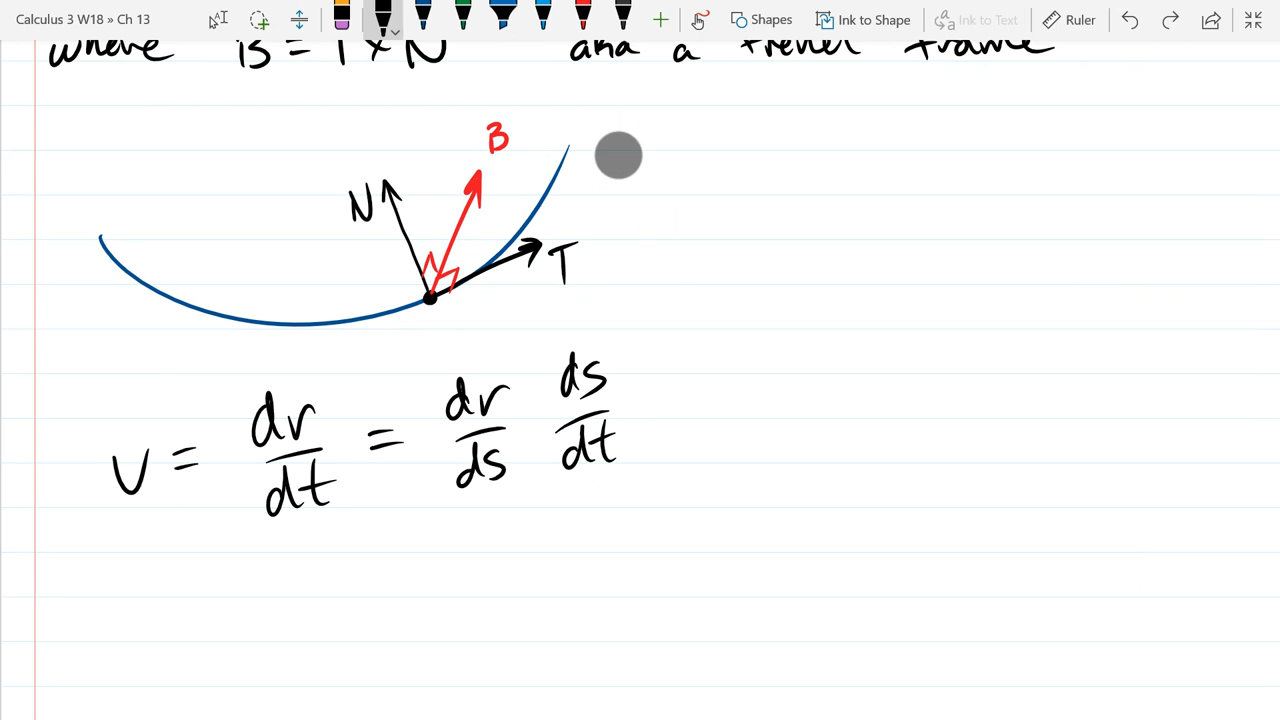 Calculus 3 W18 » Ch 13
Shapes
Ink to Shape
Ink to Text
Ruler
where B = T × N aka a frenet frame
B
N
T
v = dr/dt = dr/ds ds/dt